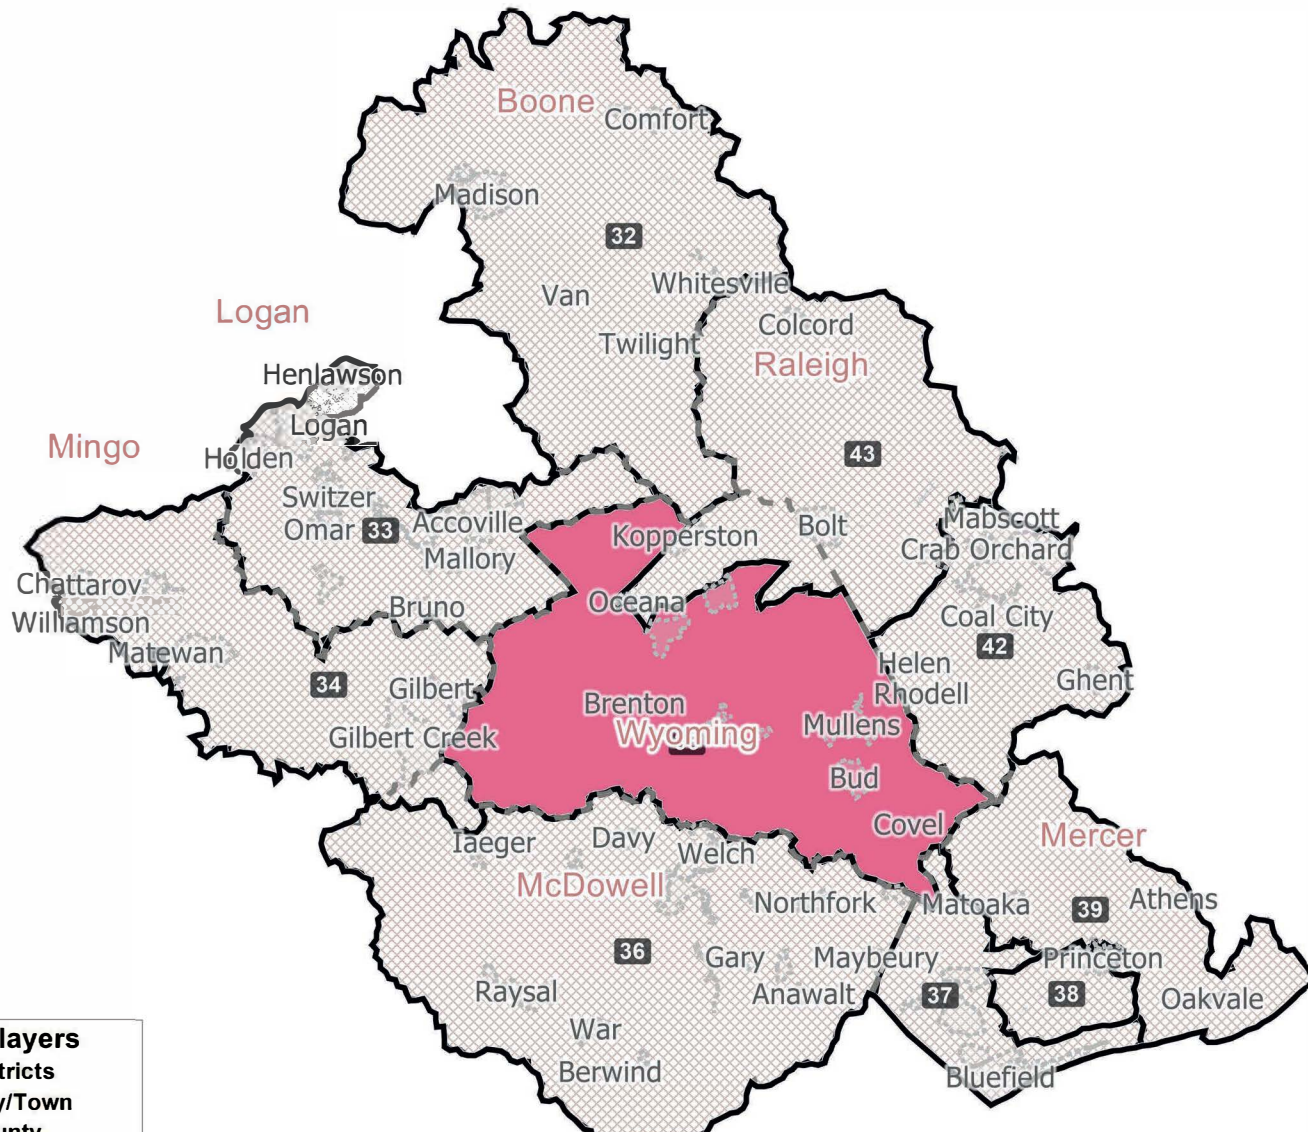 Boone
Comfort
Madison
32
Whitesville
Van
Logan
Colcord
Twilight
Raleigh
Henlawson
Logan
Mingo
Holden
43
Switzer
Omar
33
Accoville
Mallory
Kopperston
Bolt
Mabscott
Crab Orchard
Chattarov
Williamson
Bruno
Oceana
Coal City
42
Matewan
34
Gilbert
Helen
Rhodell
Ghent
Brenton
Gilbert Creek
Wyoming
Mullens
Bud
Covel
Iaeger
Davy
Welch
Mercer
McDowell
Northfork
Matoaka
Athens
39
36
Gary
Maybeury
Princeton
Raysal
Anawalt
37
38
Oakvale
War
Berwind
Bluefield
layers
tricts
y/Town
unty